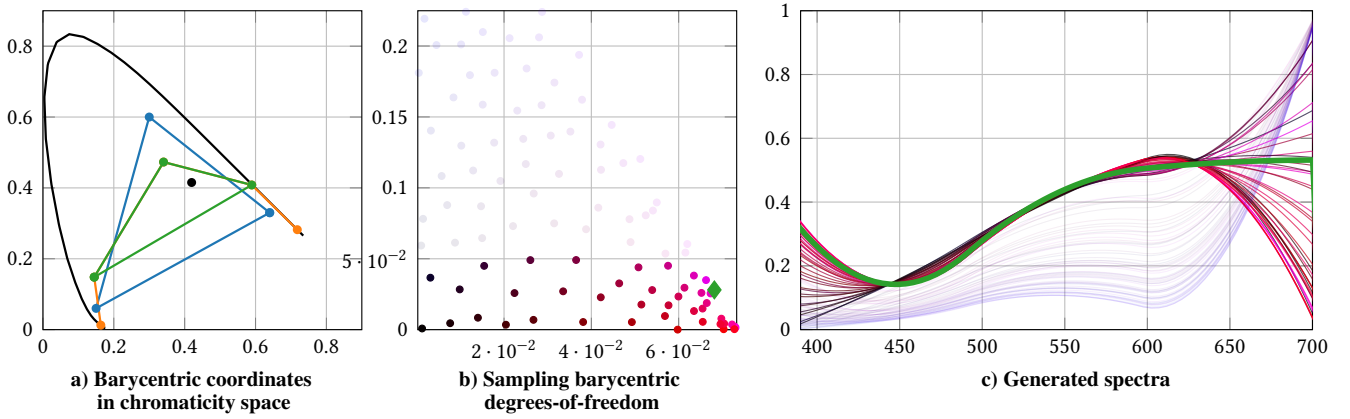 0.8
0.6
0.4
0.2
0
0 0.2 0.4 0.6 0.8
a) Barycentric coordinates
in chromaticity space
0.2
0.15
0.1
5 · 10⁻²
0
2 · 10⁻² 4 · 10⁻² 6 · 10⁻²
b) Sampling barycentric
degrees-of-freedom
1
0.8
0.6
0.4
0.2
0
400 450 500 550 600 650 700
c) Generated spectra